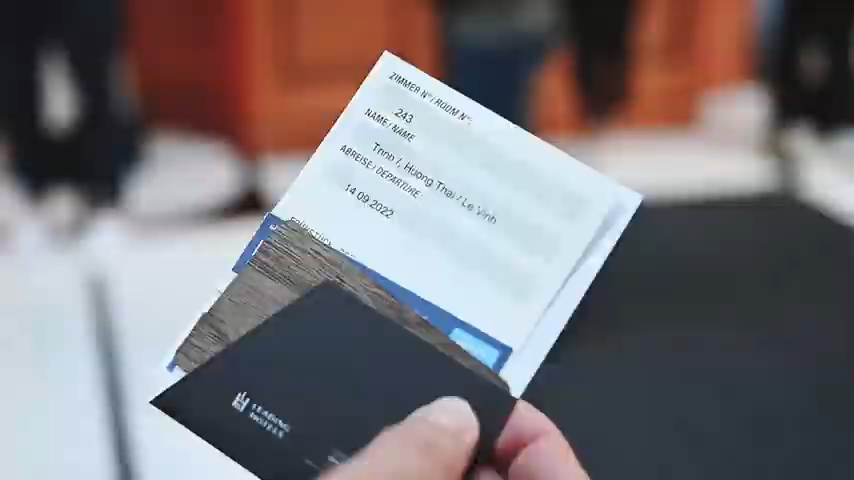 ZIMMER N°/ ROOM N°:
243
NAME / NAME
Trinh /, Huong Thai / Le Vinh
ABREISE / DEPARTURE:
14.09.2022
LEADING
HOTELS